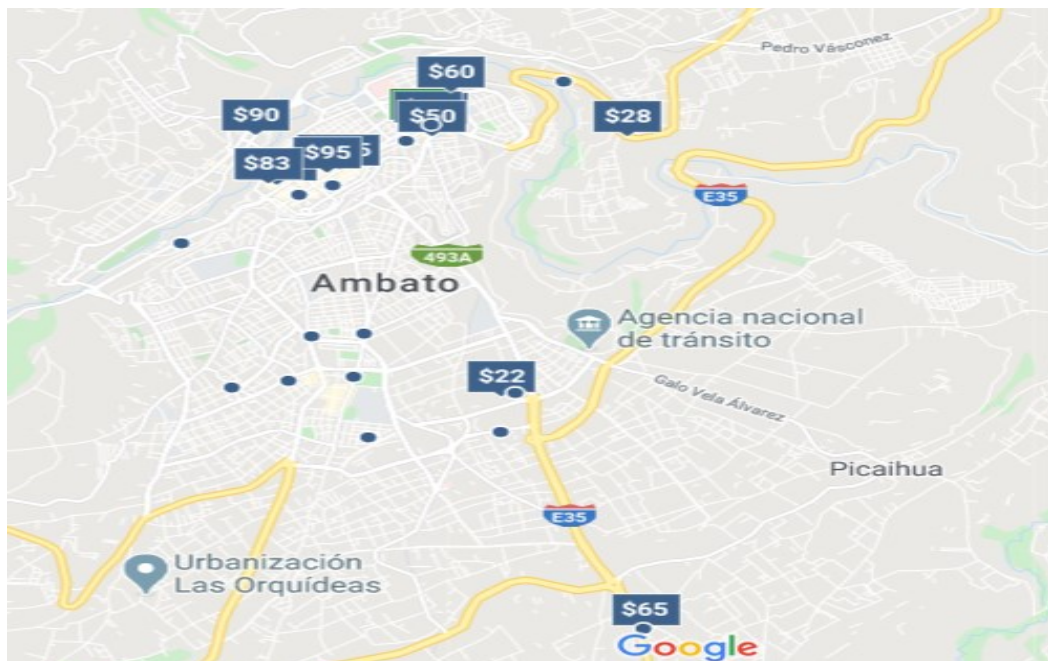 Pedro Vásconez
$60
$90
$50
$28
$95
$83
E35
493A
Ambato
Agencia nacional
de tránsito
$22
Galo Vela Álvarez
Picaihua
E35
Urbanización
Las Orquídeas
$65
Google